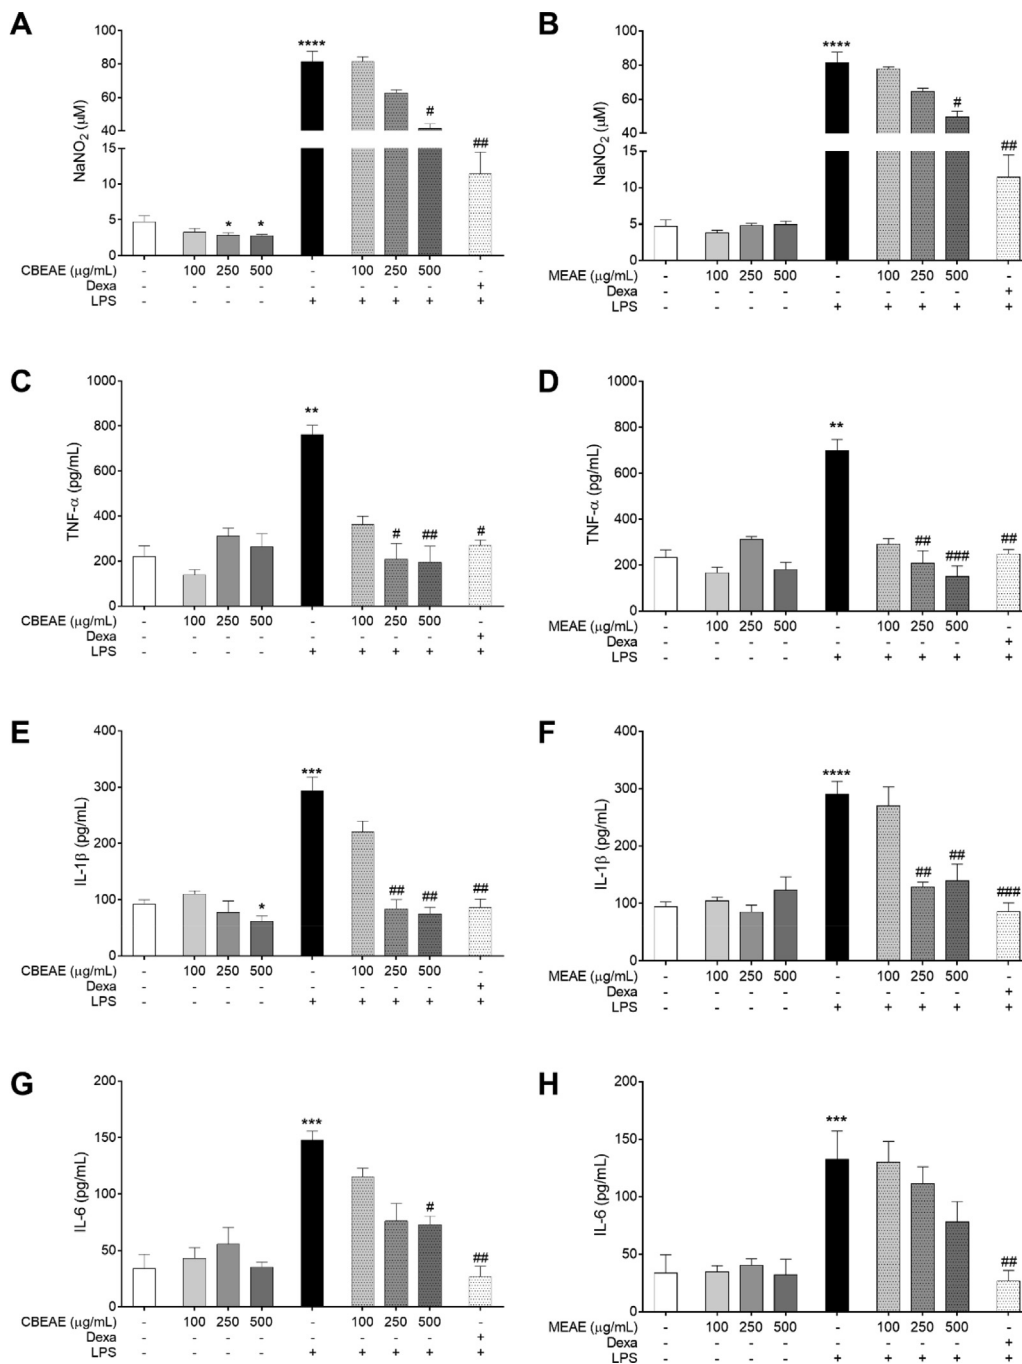 A
****
100
80
60
40
15
10
5
0
NaNO₂ (μM)
*
*
#
##
CBEAE (μg/mL) - 100 250 500 - 100 250 500 -
Dexa - - - - - - - - +
LPS - - - - + + + + +
B
****
100
80
60
40
15
10
5
0
NaNO₂ (μM)
#
##
MEAE (μg/mL) - 100 250 500 - 100 250 500 -
Dexa - - - - - - - - +
LPS - - - - + + + + +
C
1000
800
600
400
200
0
TNF-α (pg/mL)
**
#
##
#
CBEAE (μg/mL) - 100 250 500 - 100 250 500 -
Dexa - - - - - - - - +
LPS - - - - + + + + +
D
1000
800
600
400
200
0
TNF-α (pg/mL)
**
##
###
##
MEAE (μg/mL) - 100 250 500 - 100 250 500 -
Dexa - - - - - - - - +
LPS - - - - + + + + +
E
400
300
200
100
0
IL-1β (pg/mL)
*
***
##
##
##
CBEAE (μg/mL) - 100 250 500 - 100 250 500 -
Dexa - - - - - - - - +
LPS - - - - + + + + +
F
400
300
200
100
0
IL-1β (pg/mL)
****
##
##
###
MEAE (μg/mL) - 100 250 500 - 100 250 500 -
Dexa - - - - - - - - +
LPS - - - - + + + + +
G
200
150
100
50
0
IL-6 (pg/mL)
***
#
##
CBEAE (μg/mL) - 100 250 500 - 100 250 500 -
Dexa - - - - - - - - +
LPS - - - - + + + + +
H
200
150
100
50
0
IL-6 (pg/mL)
***
##
MEAE (μg/mL) - 100 250 500 - 100 250 500 -
Dexa - - - - - - - - +
LPS - - - - + + + + +